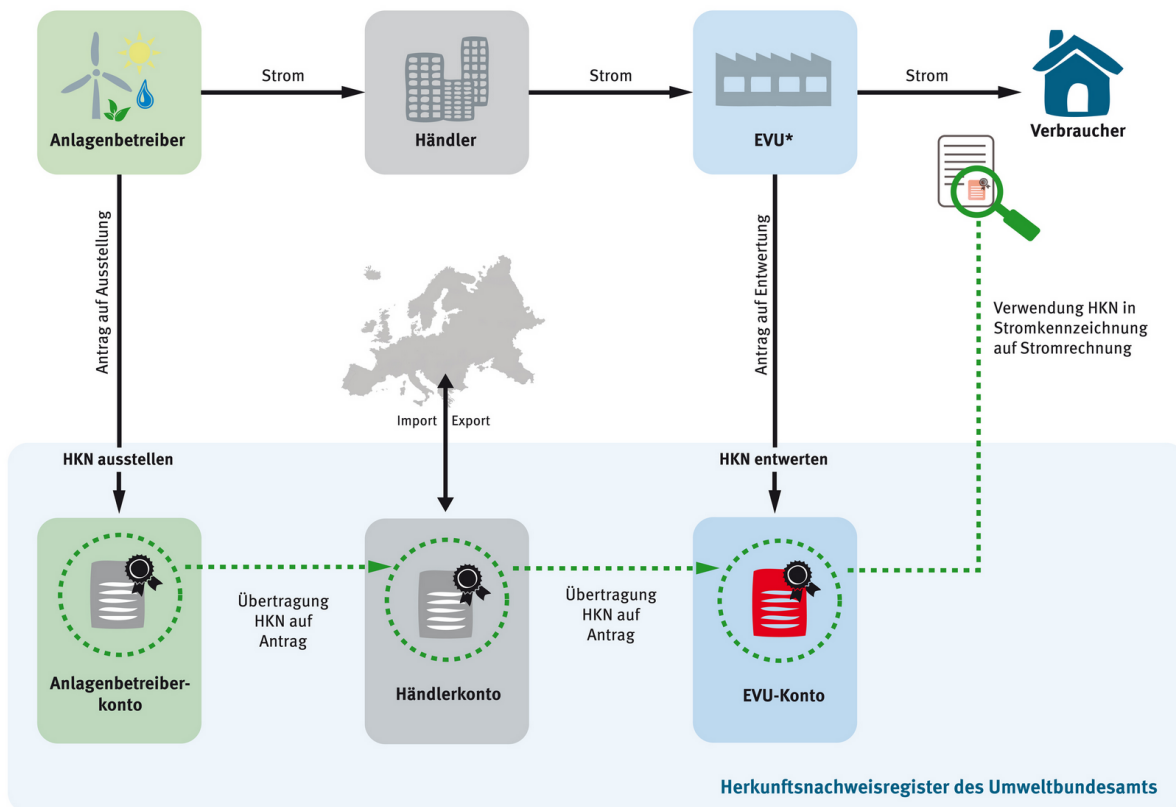 Strom
Strom
Strom
Anlagenbetreiber
Händler
EVU*
Verbraucher
Antrag auf Ausstellung
Antrag auf Entwertung
Verwendung HKN in
Stromkennzeichnung
auf Stromrechnung
Import
Export
HKN ausstellen
HKN entwerten
Übertragung
HKN auf
Antrag
Übertragung
HKN auf
Antrag
Anlagenbetreiber-
konto
Händlerkonto
EVU-Konto
Herkunftsnachweisregister des Umweltbundesamts